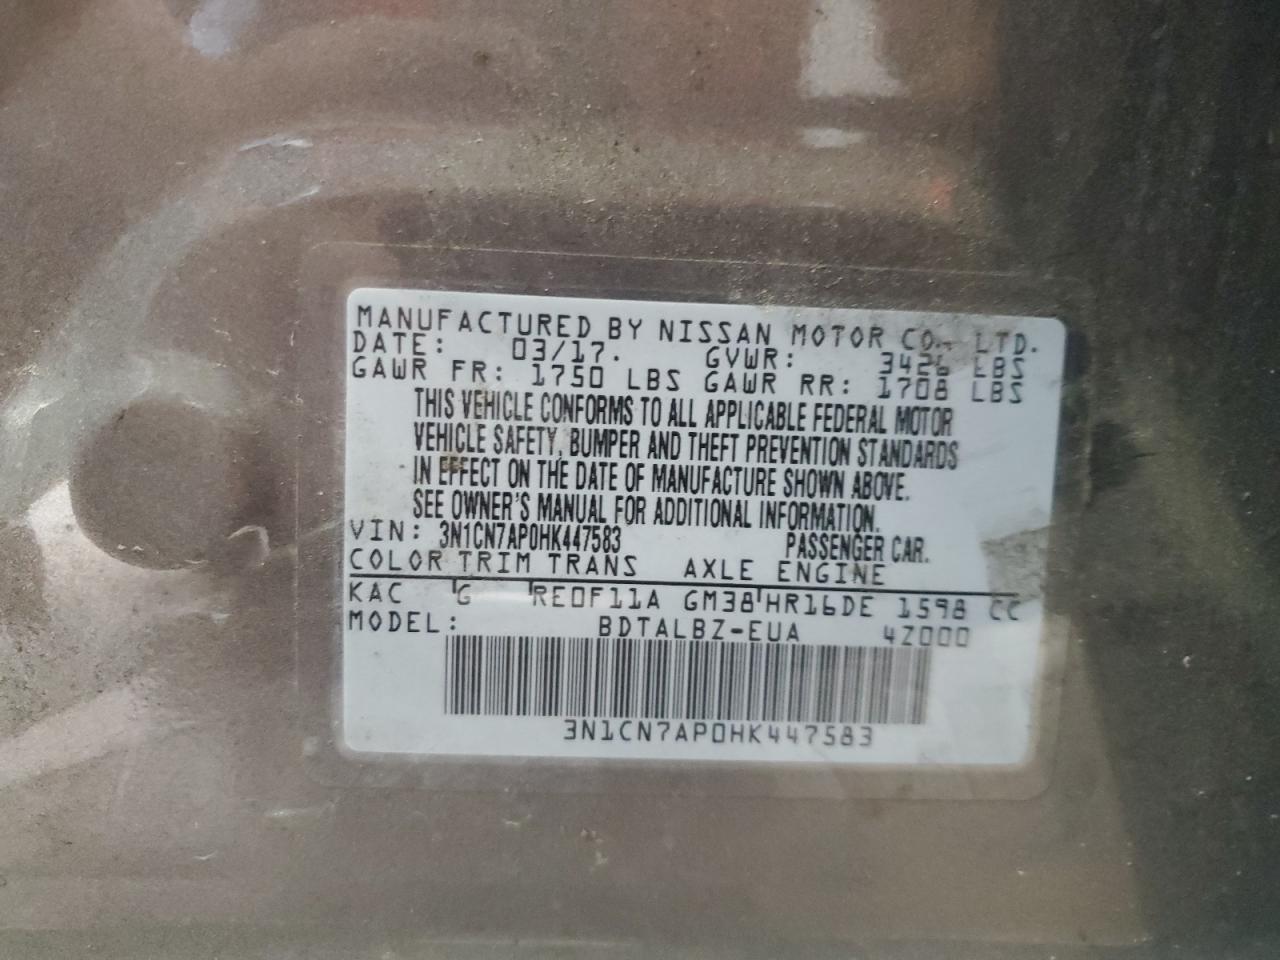 MANUFACTURED BY NISSAN MOTOR CO., LTD.
DATE: 03/17. GVWR: 3426 LBS
GAWR FR: 1750 LBS GAWR RR: 1708 LBS
THIS VEHICLE CONFORMS TO ALL APPLICABLE FEDERAL MOTOR
VEHICLE SAFETY, BUMPER AND THEFT PREVENTION STANDARDS
IN EFFECT ON THE DATE OF MANUFACTURE SHOWN ABOVE.
SEE OWNER'S MANUAL FOR ADDITIONAL INFORMATION.
VIN: 3N1CN7AP0HK447583 PASSENGER CAR.
COLOR TRIM TRANS AXLE ENGINE
KAC G RE0F11A GM38 HR16DE 1598 CC
MODEL: BDTALBZ-EUA 4Z000
3N1CN7AP0HK447583